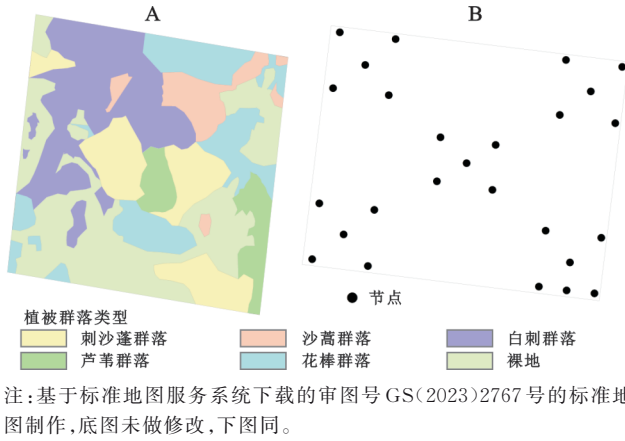 A
B
节点
植被群落类型
刺沙蓬群落
沙蒿群落
白刺群落
芦苇群落
花棒群落
裸地
注:基于标准地图服务系统下载的审图号GS(2023)2767号的标准地
图制作,底图未做修改,下图同。